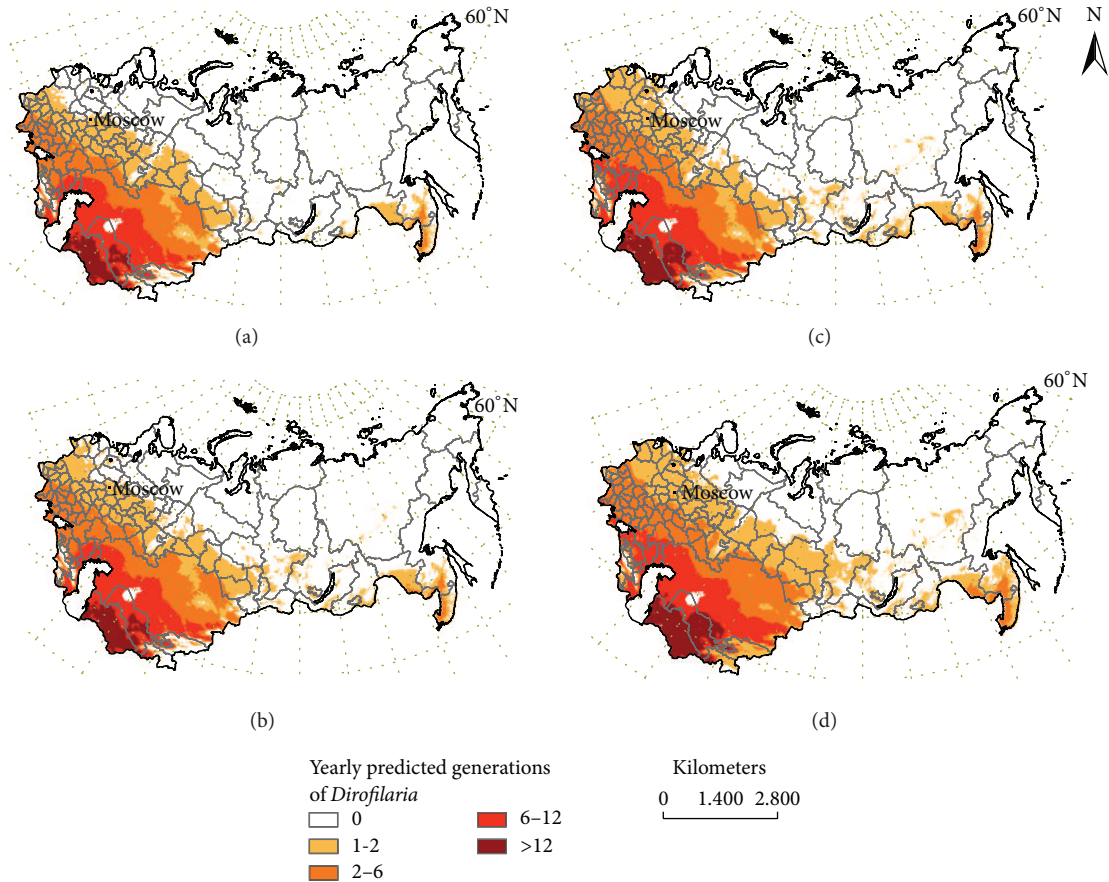 60°N
N
Moscow
(a)
60°N
Moscow
(c)
60°N
Moscow
(b)
60°N
Moscow
(d)
Yearly predicted generations
of Dirofilaria
0
1-2
2–6
6–12
>12
Kilometers
0 1.400 2.800